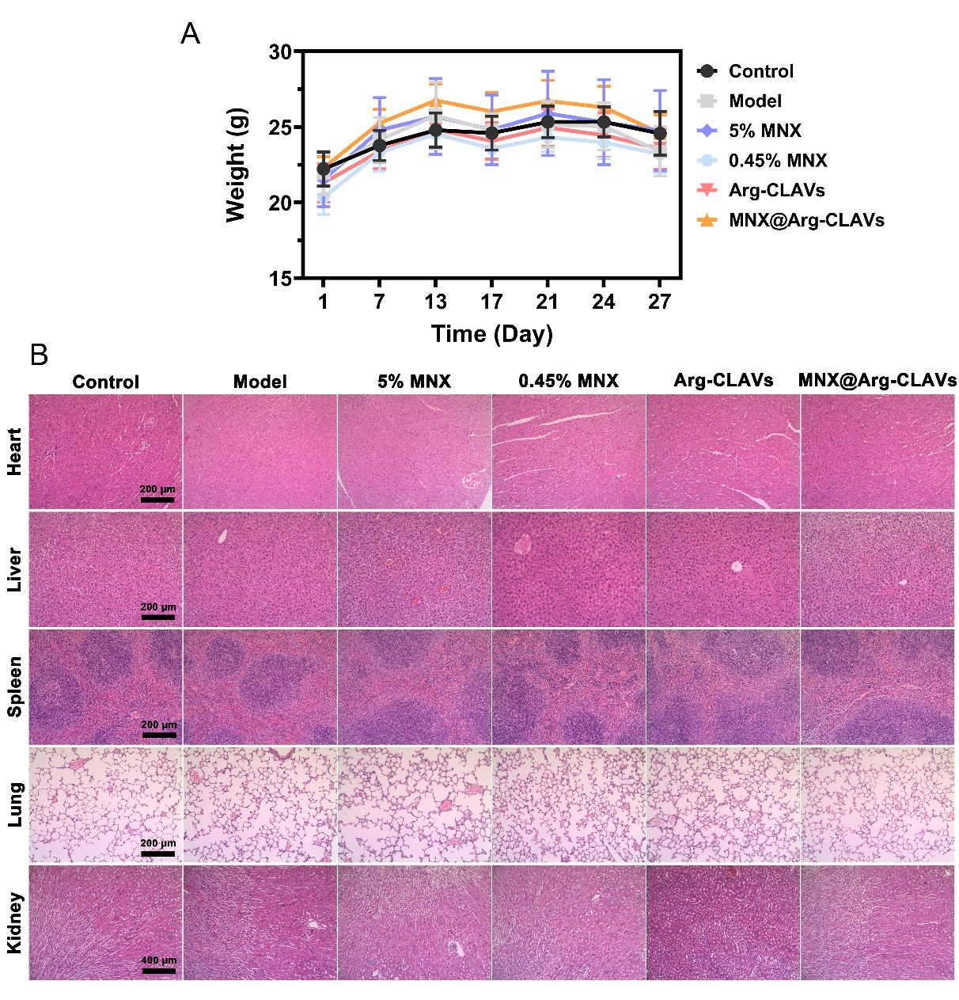 A
30
25
20
15
Weight (g)
1 7 13 17 21 24 27
Time (Day)
Control
Model
5% MNX
0.45% MNX
Arg-CLAVs
MNX@Arg-CLAVs
B
Control Model 5% MNX 0.45% MNX Arg-CLAVs MNX@Arg-CLAVs
Heart
200 μm
Liver
200 μm
Spleen
200 μm
Lung
200 μm
Kidney
400 μm